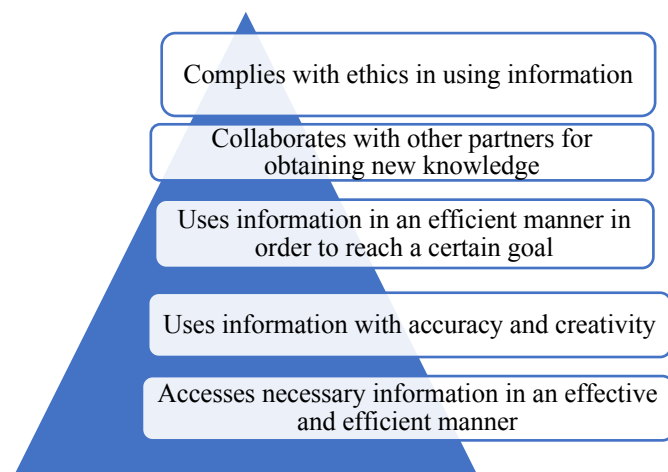 Complies with ethics in using information
Collaborates with other partners for
obtaining new knowledge
Uses information in an efficient manner in
order to reach a certain goal
Uses information with accuracy and creativity
Accesses necessary information in an effective
and efficient manner